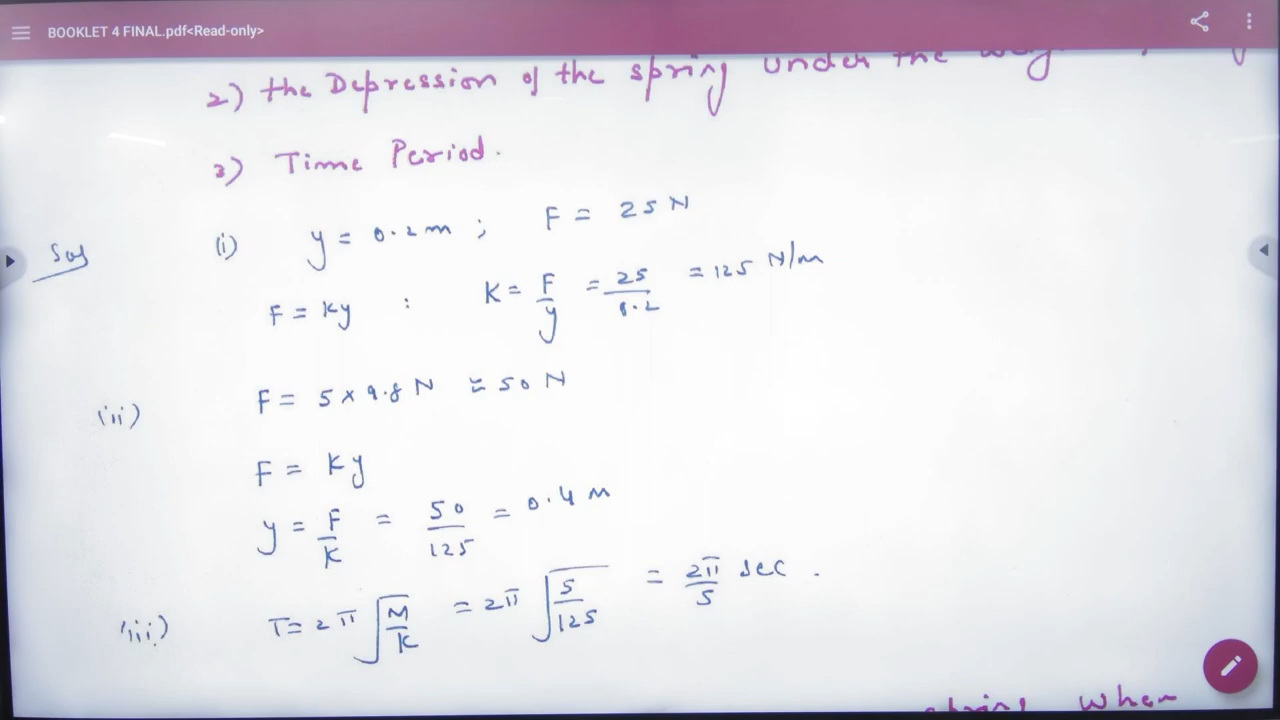 BOOKLET 4 FINAL.pdf<Read-only>
2) the Depression of the spring under the
3) Time Period.
Sol (i) y = 0.2 m ; F = 25 N
F = Ky : K = F/y = 25/0.2 = 125 N/m
(ii) F = 5 × 9.8 N ≈ 50 N
F = Ky
y = F/K = 50/125 = 0.4 m
(iii) T = 2π √(M/K) = 2π √(5/125) = 2π/5 sec.
spring when